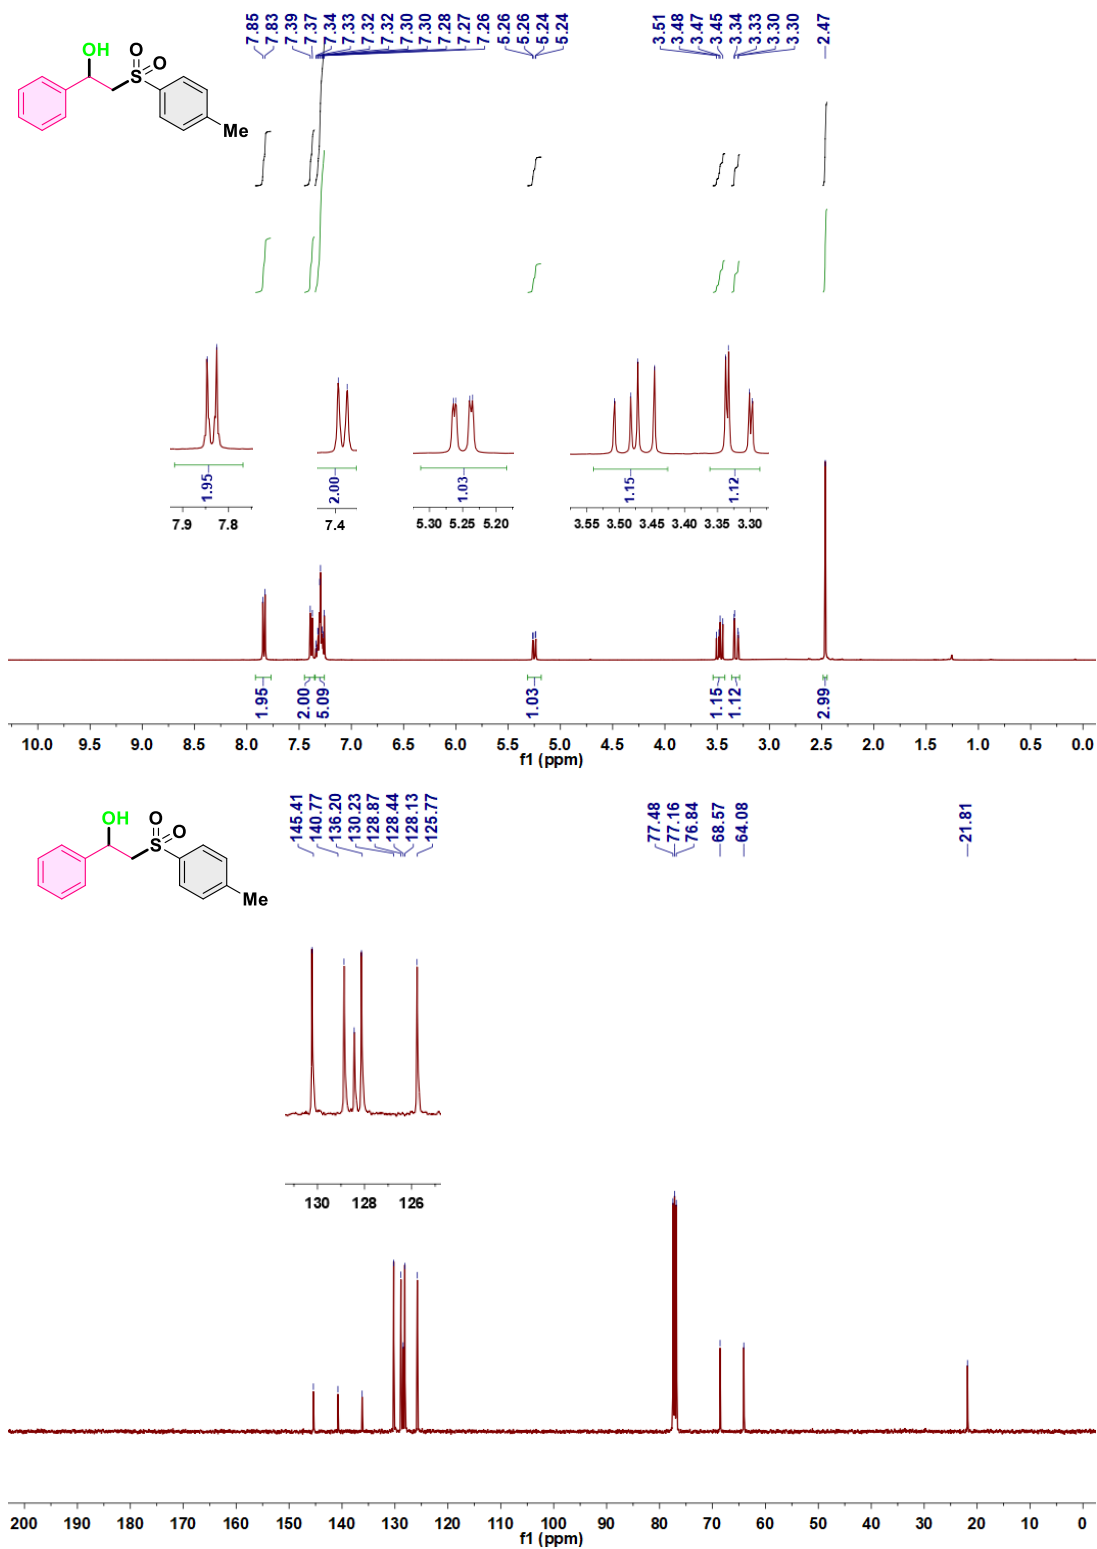 7.85 7.83 7.39 7.37 7.34 7.33 7.32 7.32 7.30 7.30 7.28 7.27 7.26 5.26 5.26 5.24 5.24 3.51 3.48 3.47 3.45 3.34 3.33 3.30 3.30 2.47
OH
O
O
S
Me
1.95 2.00 1.03 1.15 1.12
7.9 7.8 7.4 5.30 5.25 5.20 3.55 3.50 3.45 3.40 3.35 3.30
1.95 2.00 5.09 1.03 1.15 1.12 2.99
10.0 9.5 9.0 8.5 8.0 7.5 7.0 6.5 6.0 5.5 5.0 4.5 4.0 3.5 3.0 2.5 2.0 1.5 1.0 0.5 0.0
f1 (ppm)
145.41 140.77 136.20 130.23 128.87 128.44 128.13 125.77 77.48 77.16 76.84 68.57 64.08 21.81
OH
O
O
S
Me
130 128 126
200 190 180 170 160 150 140 130 120 110 100 90 80 70 60 50 40 30 20 10 0
f1 (ppm)